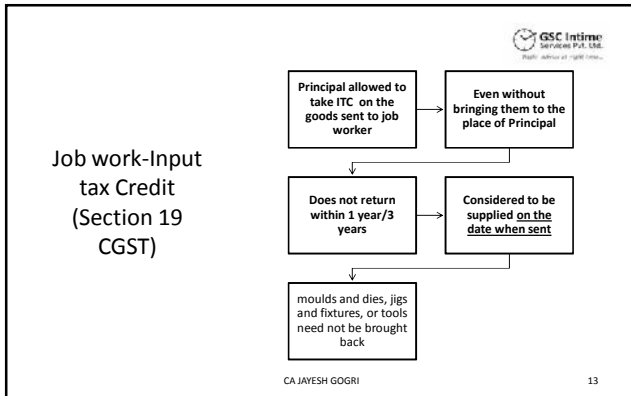 GSC Intime
Services Pvt. Ltd.
Job work-Input
tax Credit
(Section 19
CGST)
Principal allowed to
take ITC on the
goods sent to job
worker
Even without
bringing them to the
place of Principal
Does not return
within 1 year/3
years
Considered to be
supplied on the
date when sent
moulds and dies, jigs
and fixtures, or tools
need not be brought
back
CA JAYESH GOGRI
13